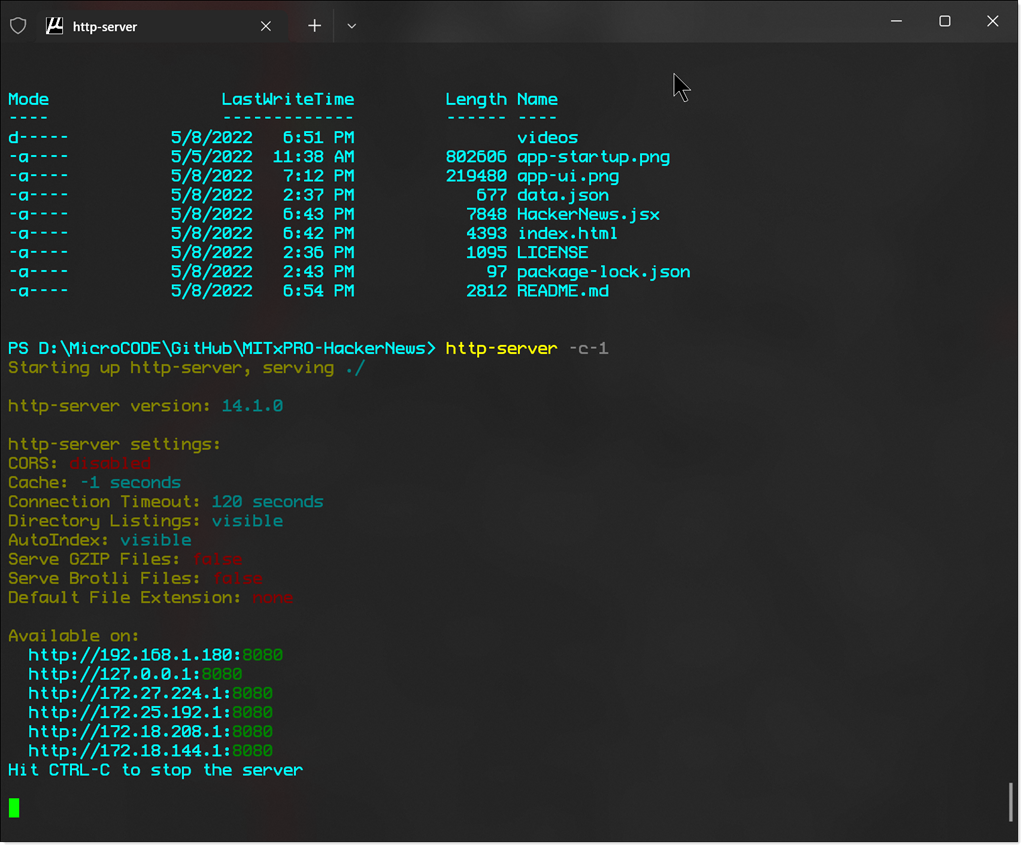 http-server
Mode LastWriteTime Length Name
---- ------------- ------ ----
d----- 5/8/2022 6:51 PM videos
-a---- 5/5/2022 11:38 AM 802606 app-startup.png
-a---- 5/8/2022 7:12 PM 219480 app-ui.png
-a---- 5/8/2022 2:37 PM 677 data.json
-a---- 5/8/2022 6:43 PM 7848 HackerNews.jsx
-a---- 5/8/2022 6:42 PM 4393 index.html
-a---- 5/8/2022 2:36 PM 1095 LICENSE
-a---- 5/8/2022 2:43 PM 97 package-lock.json
-a---- 5/8/2022 6:54 PM 2812 README.md
PS D:\MicroCODE\GitHub\MITxPRO-HackerNews> http-server -c-1
Starting up http-server, serving ./
http-server version: 14.1.0
http-server settings:
CORS: disabled
Cache: -1 seconds
Connection Timeout: 120 seconds
Directory Listings: visible
AutoIndex: visible
Serve GZIP Files: false
Serve Brotli Files: false
Default File Extension: none
Available on:
http://192.168.1.180:8080
http://127.0.0.1:8080
http://172.27.224.1:8080
http://172.25.192.1:8080
http://172.18.208.1:8080
http://172.18.144.1:8080
Hit CTRL-C to stop the server